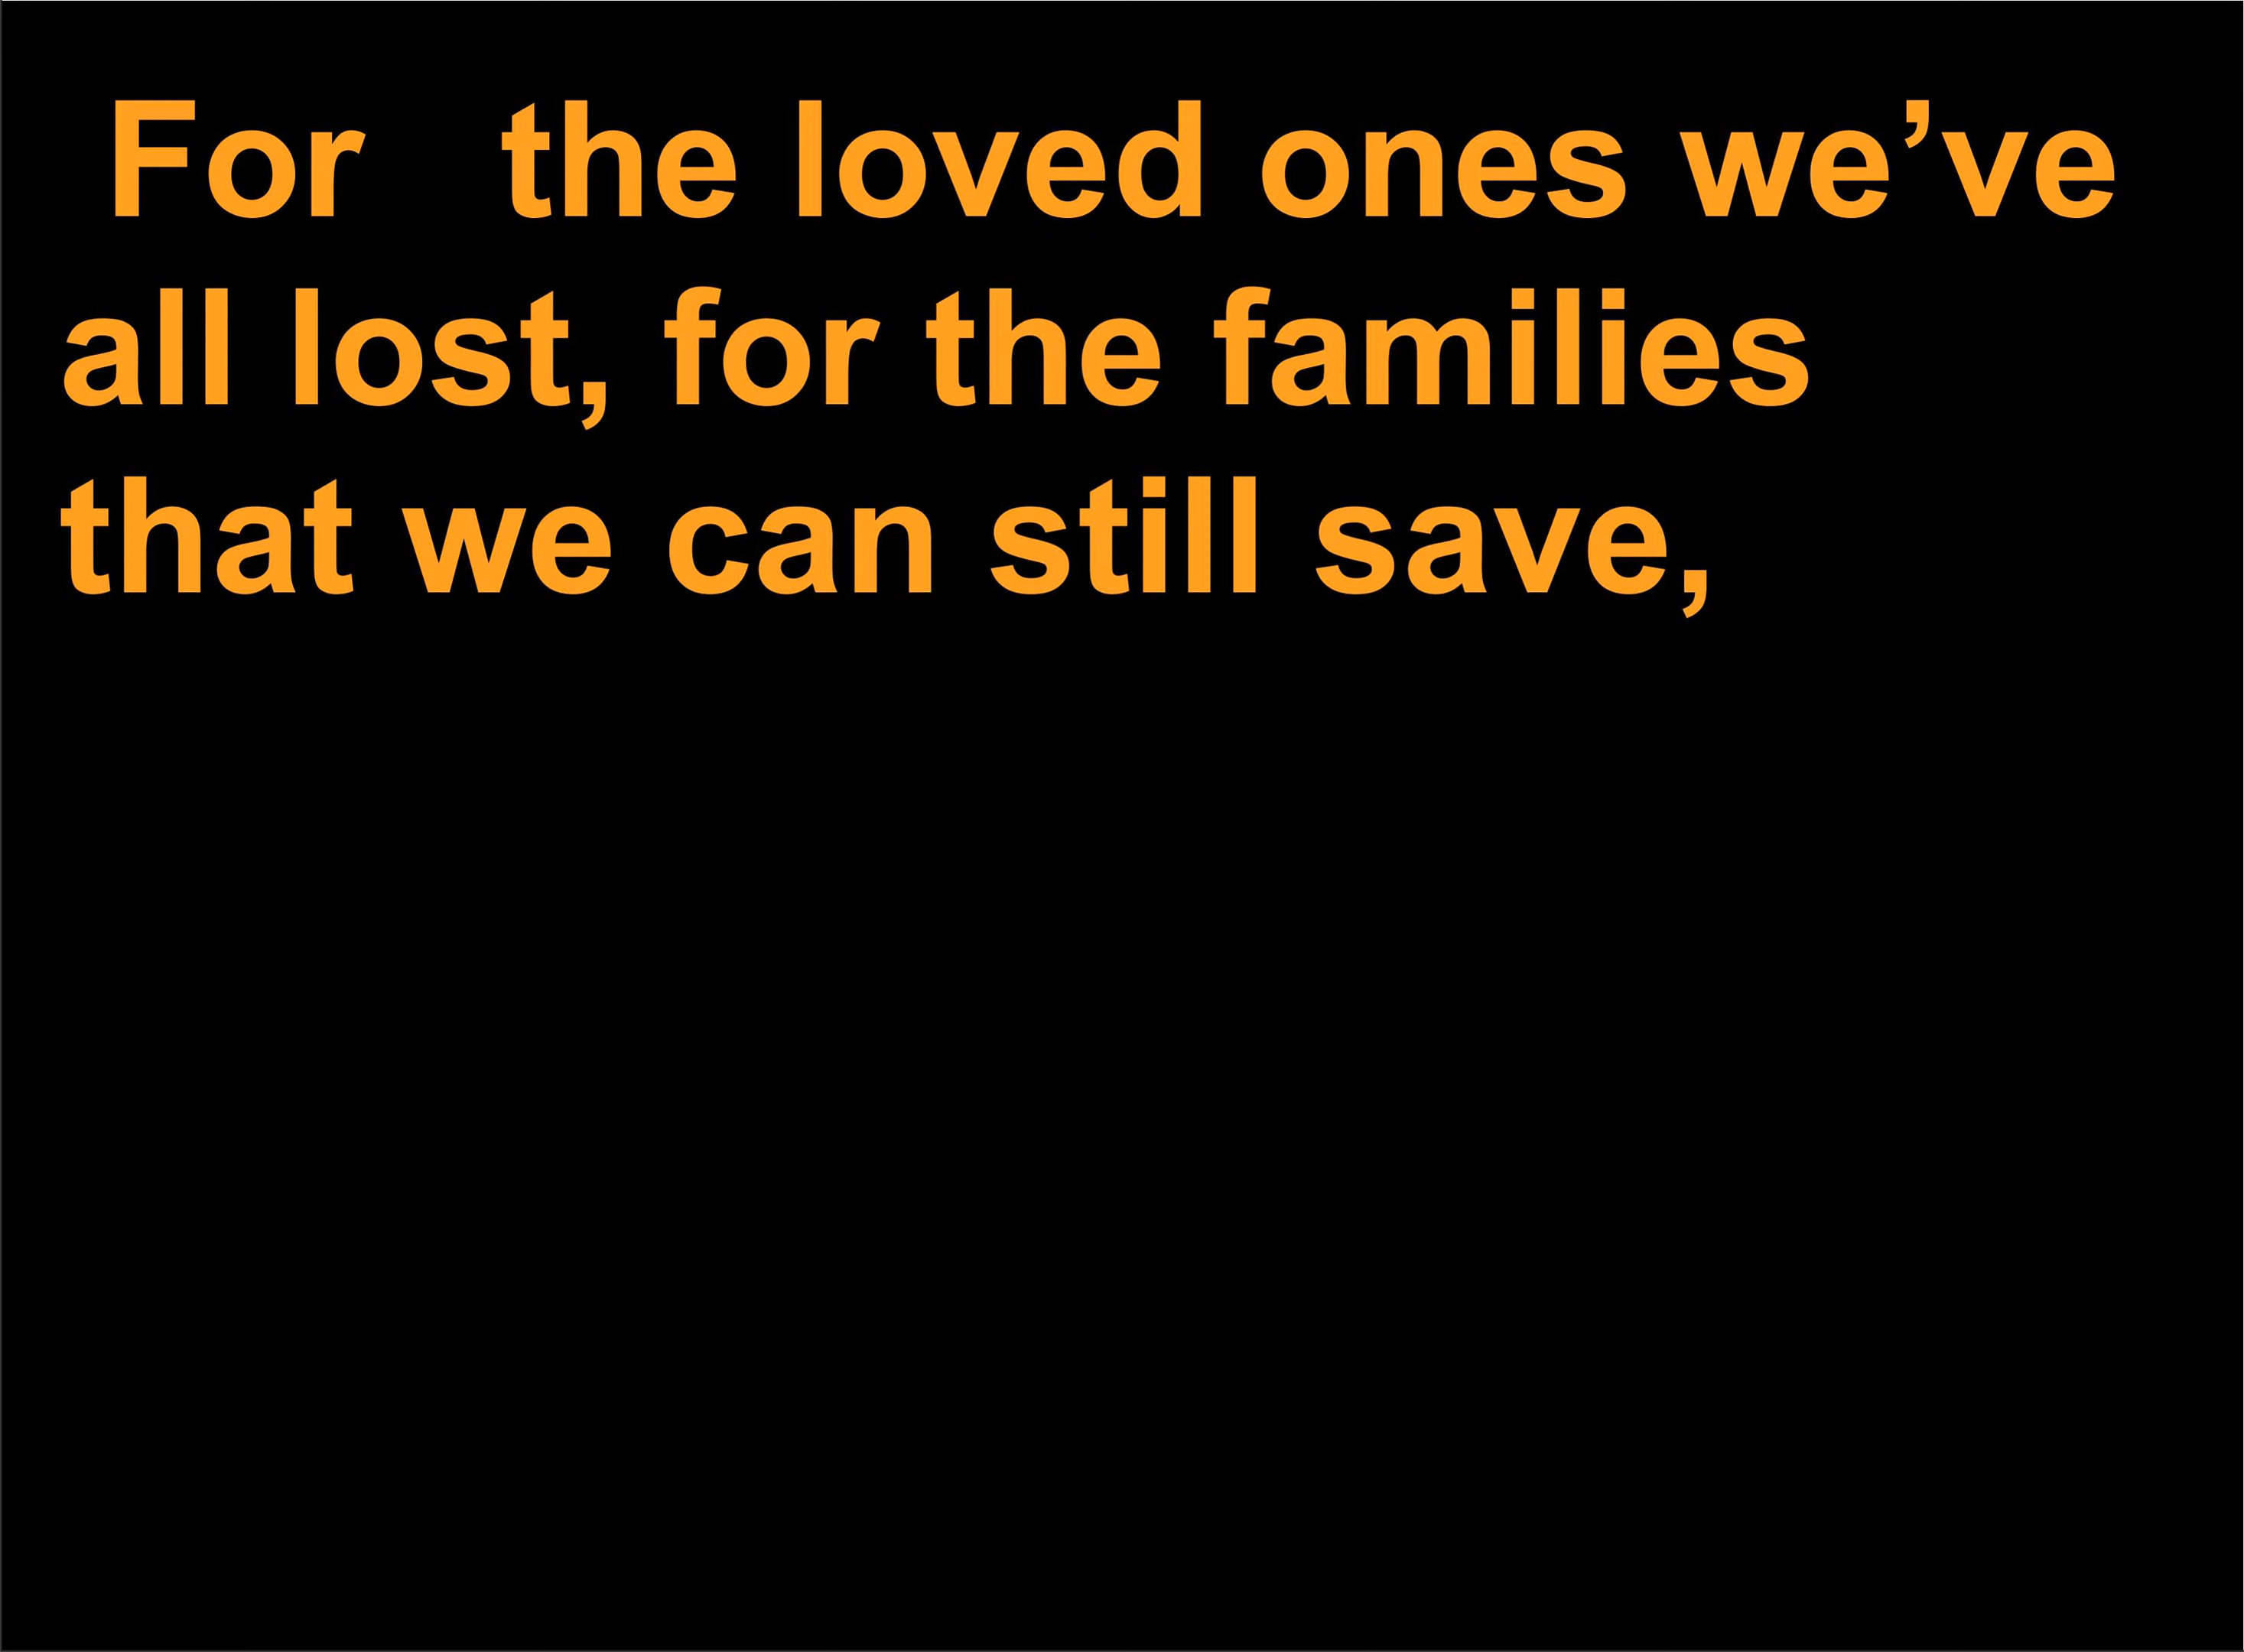 For   the loved ones we’ve
all lost, for the families
that we can still save,